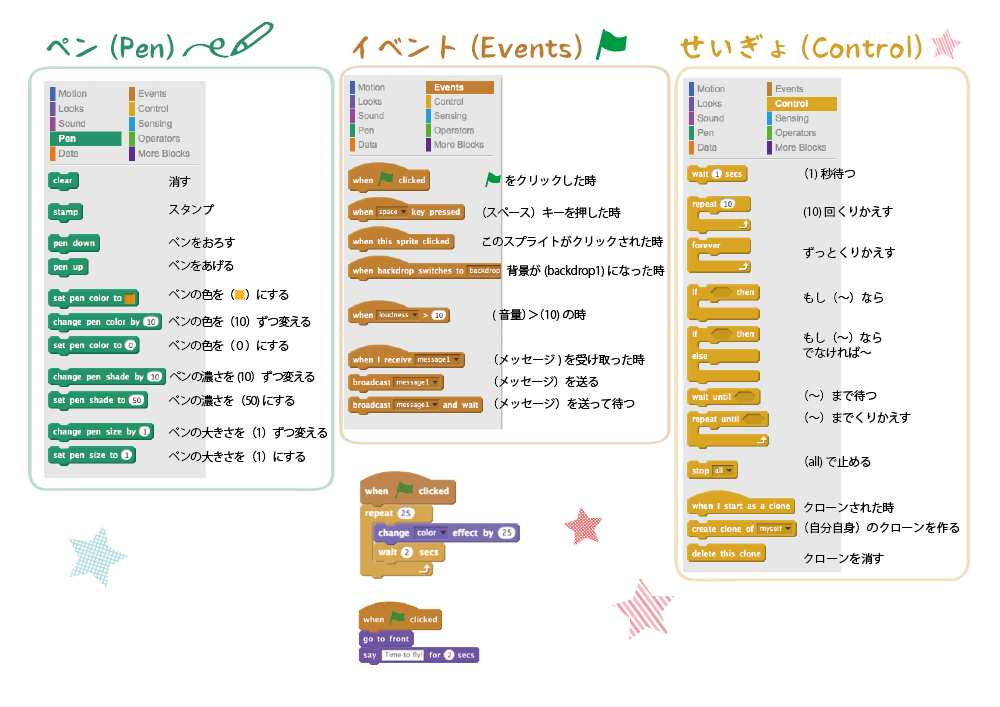 ペン (Pen)
Motion
Events
Looks
Control
Sound
Sensing
Pen
Operators
Data
More Blocks
clear
消す
stamp
スタンプ
pen down
ペンをおろす
pen up
ペンをあげる
set pen color to
ペンの色を（）にする
change pen color by 10
ペンの色を（10）ずつ変える
set pen color to 0
ペンの色を（ 0 ）にする
change pen shade by 10
ペンの濃さを (10) ずつ変える
set pen shade to 50
ペンの濃さを（50) にする
change pen size by 1
ペンの大きさを（1）ずつ変える
set pen size to 1
ペンの大きさを（1）にする
イベント (Events)
Motion
Events
Looks
Control
Sound
Sensing
Pen
Operators
Data
More Blocks
when clicked
をクリックした時
when space key pressed
（スペース）キーを押した時
when this sprite clicked
このスプライトがクリックされた時
when backdrop switches to backdrop
背景が (backdrop1) になった時
when loudness > 10
( 音量）＞（10) の時
when I receive message1
（メッセージ ) を受け取った時
broadcast message1
（メッセージ）を送る
broadcast message1 and wait
（メッセージ）を送って待つ
when clicked
repeat 25
change color effect by 25
wait 2 secs
when clicked
go to front
say Time to fly! for 2 secs
せいぎょ (Control)
Motion
Events
Looks
Control
Sound
Sensing
Pen
Operators
Data
More Blocks
wait 1 secs
（1) 秒待つ
repeat 10
(10) 回くりかえす
forever
ずっとくりかえす
if then
もし（〜）なら
if then
もし（〜）なら
else
でなければ〜
wait until
（〜）まで待つ
repeat until
（〜）までくりかえす
stop all
（all) で止める
when I start as a clone
クローンされた時
create clone of myself
（自分自身）のクローンを作る
delete this clone
クローンを消す